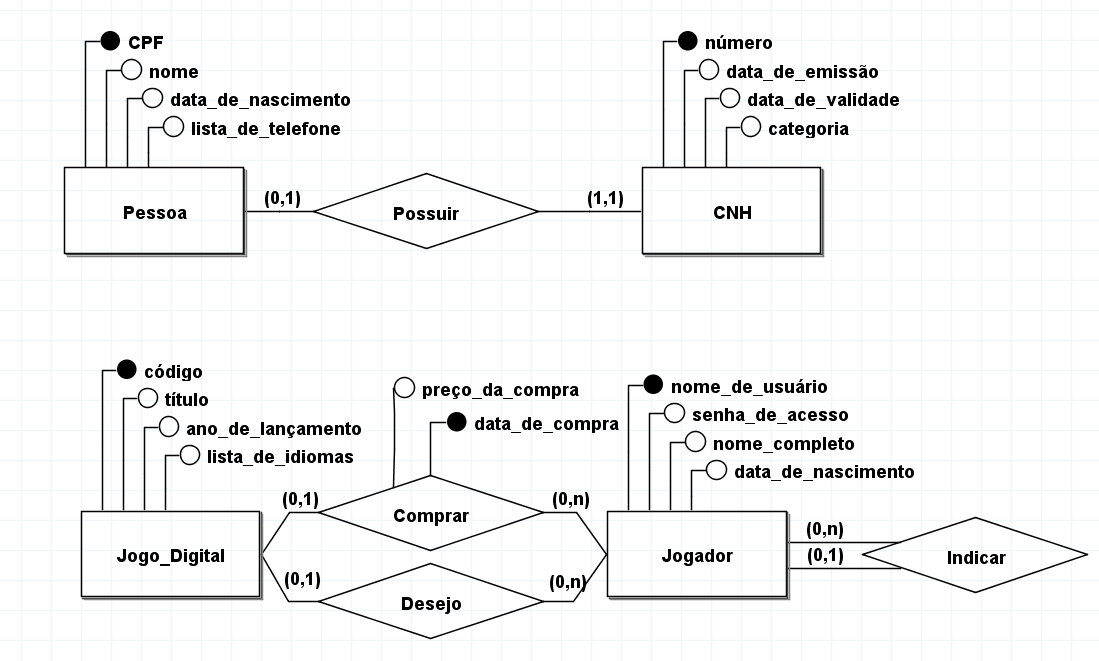 CPF
nome
data_de_nascimento
lista_de_telefone
Pessoa
(0,1)
Possuir
(1,1)
número
data_de_emissão
data_de_validade
categoria
CNH
código
título
ano_de_lançamento
lista_de_idiomas
Jogo_Digital
preço_da_compra
data_de_compra
(0,1)
Comprar
(0,n)
(0,1)
Desejo
(0,n)
nome_de_usuário
senha_de_acesso
nome_completo
data_de_nascimento
Jogador
(0,n)
(0,1)
Indicar